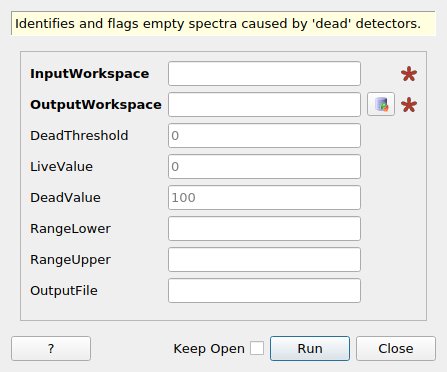 Identifies and flags empty spectra caused by 'dead' detectors.
InputWorkspace
OutputWorkspace
DeadThreshold 0
LiveValue 0
DeadValue 100
RangeLower
RangeUpper
OutputFile
? Keep Open Run Close